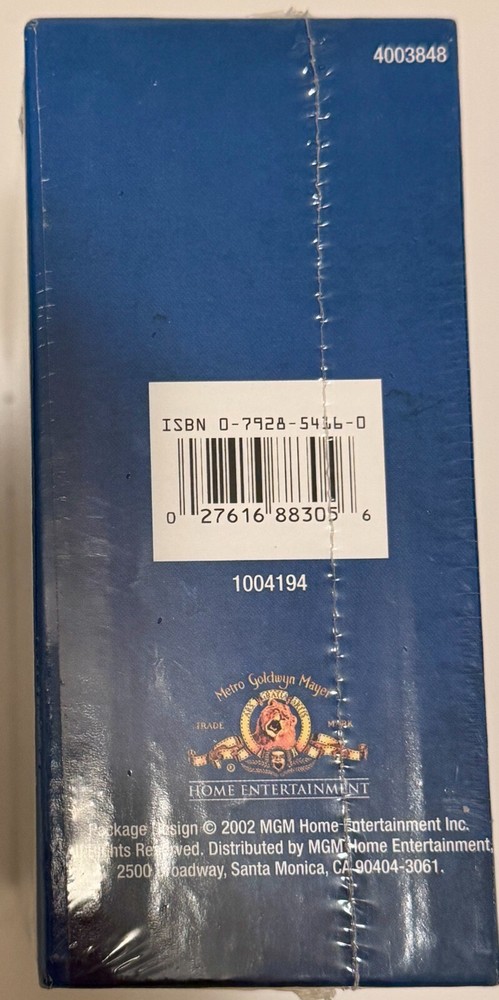 4003848
ISBN 0-7928-5416-0
0 27616 88305 6
1004194
Metro Goldwyn Mayer
TRADE MARK
®
HOME ENTERTAINMENT
Package Design © 2002 MGM Home Entertainment Inc.
All Rights Reserved. Distributed by MGM Home Entertainment,
2500 Broadway, Santa Monica, CA 90404-3061.